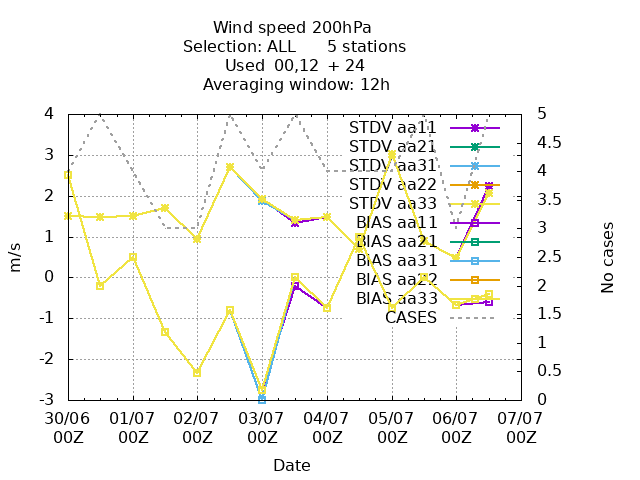 Wind speed 200hPa
Selection: ALL 5 stations
Used 00,12 + 24
Averaging window: 12h
4 5
STDV aa11
4.5
STDV aa21
3
STDV aa31
4
STDV aa22
2 3.5
STDV aa33
BIAS aa11
3
1
BIAS aa21
2.5
BIAS aa31
0
BIAS aa22
2
BIAS aa33
1.5
-1
CASES
1
-2
0.5
-3 0
m/s
No cases
30/06 01/07 02/07 03/07 04/07 05/07 06/07 07/07
00Z 00Z 00Z 00Z 00Z 00Z 00Z 00Z
Date